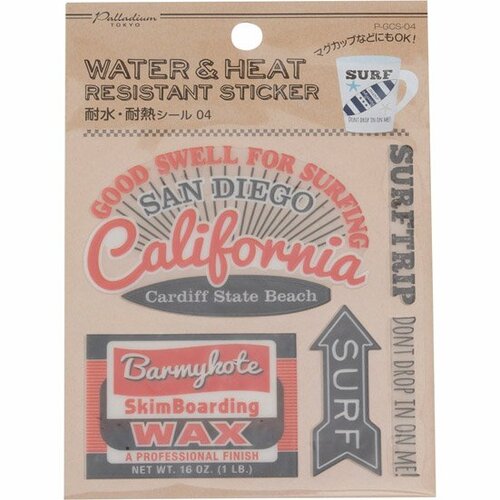 Palladium
TOKYO
P-GCS-04
マグカップなどにもOK!
WATER & HEAT
RESISTANT STICKER
耐水・耐熱シール 04
SURF
DON'T DROP IN ON ME!
GOOD SWELL FOR SURFING
SAN DIEGO
California
Cardiff State Beach
SURFTRIP
DON'T DROP IN ON ME!
Barmykote
SkimBoarding
WAX
A PROFESSIONAL FINISH
NET WT. 16 OZ. (1 LB.)
SURF